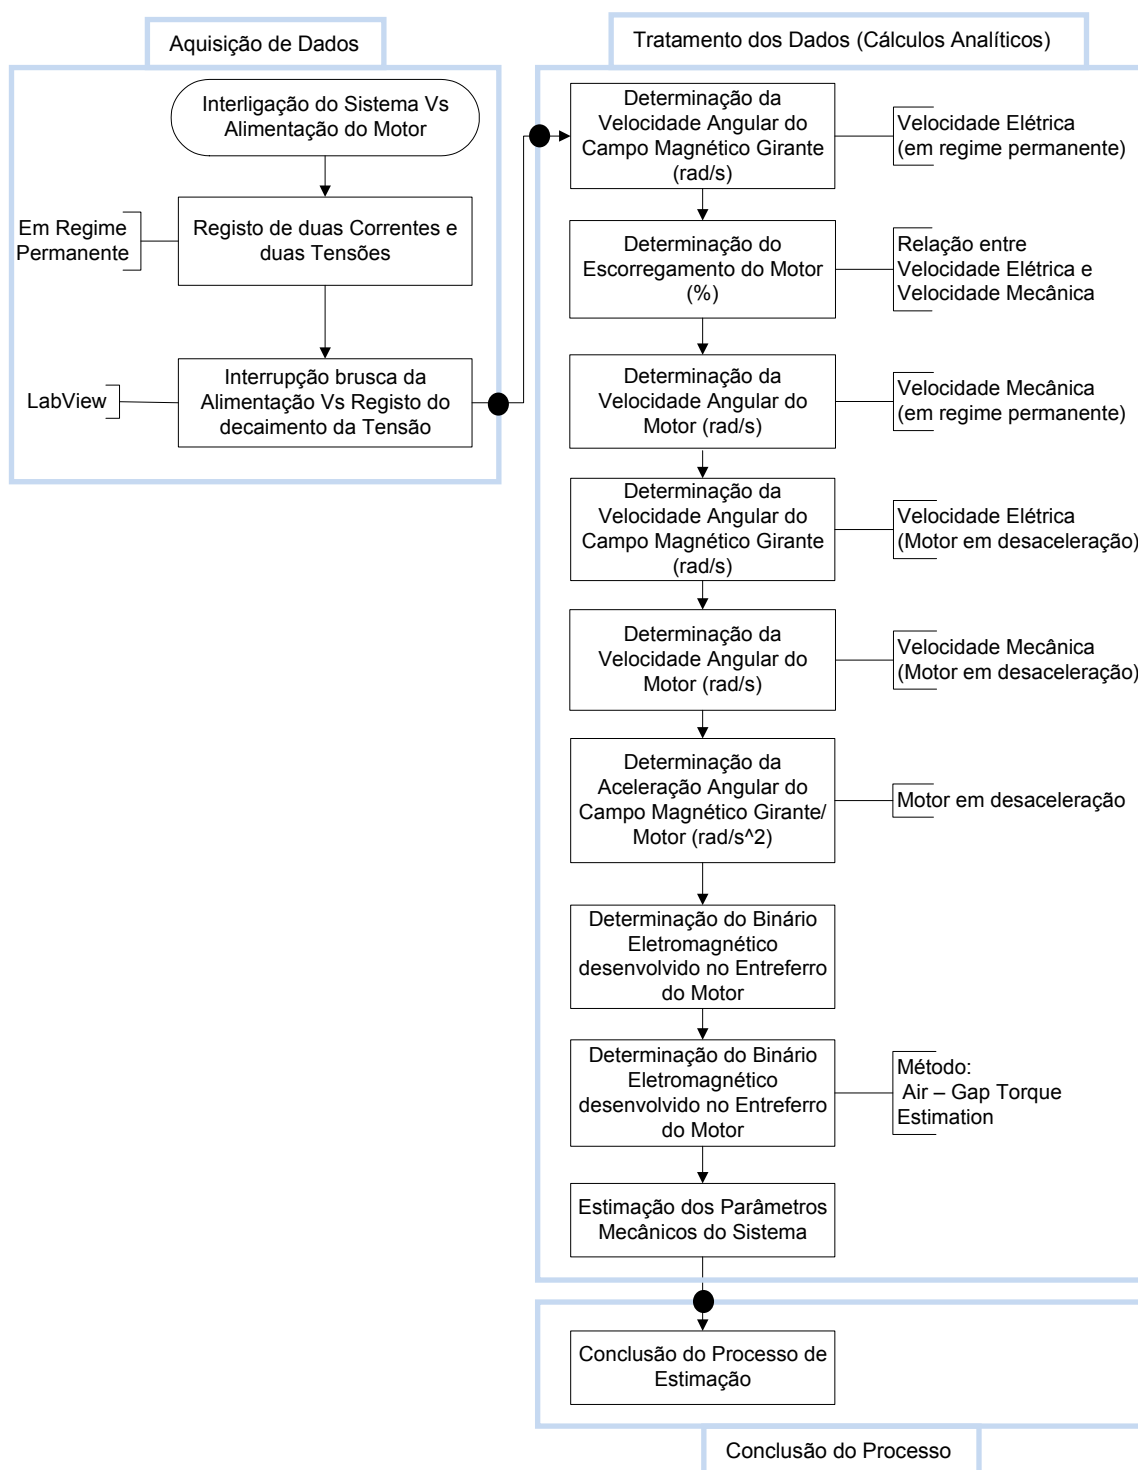 Aquisição de Dados
Interligação do Sistema Vs
Alimentação do Motor
Em Regime
Permanente
Registo de duas Correntes e
duas Tensões
LabView
Interrupção brusca da
Alimentação Vs Registo do
decaimento da Tensão
Tratamento dos Dados (Cálculos Analíticos)
Determinação da
Velocidade Angular do
Campo Magnético Girante
(rad/s)
Velocidade Elétrica
(em regime permanente)
Determinação do
Escorregamento do Motor
(%)
Relação entre
Velocidade Elétrica e
Velocidade Mecânica
Determinação da
Velocidade Angular do
Motor (rad/s)
Velocidade Mecânica
(em regime permanente)
Determinação da
Velocidade Angular do
Campo Magnético Girante
(rad/s)
Velocidade Elétrica
(Motor em desaceleração)
Determinação da
Velocidade Angular do
Motor (rad/s)
Velocidade Mecânica
(Motor em desaceleração)
Determinação da
Aceleração Angular do
Campo Magnético Girante/
Motor (rad/s^2)
Motor em desaceleração
Determinação do Binário
Eletromagnético
desenvolvido no Entreferro
do Motor
Determinação do Binário
Eletromagnético
desenvolvido no Entreferro
do Motor
Método:
Air – Gap Torque
Estimation
Estimação dos Parâmetros
Mecânicos do Sistema
Conclusão do Processo de
Estimação
Conclusão do Processo